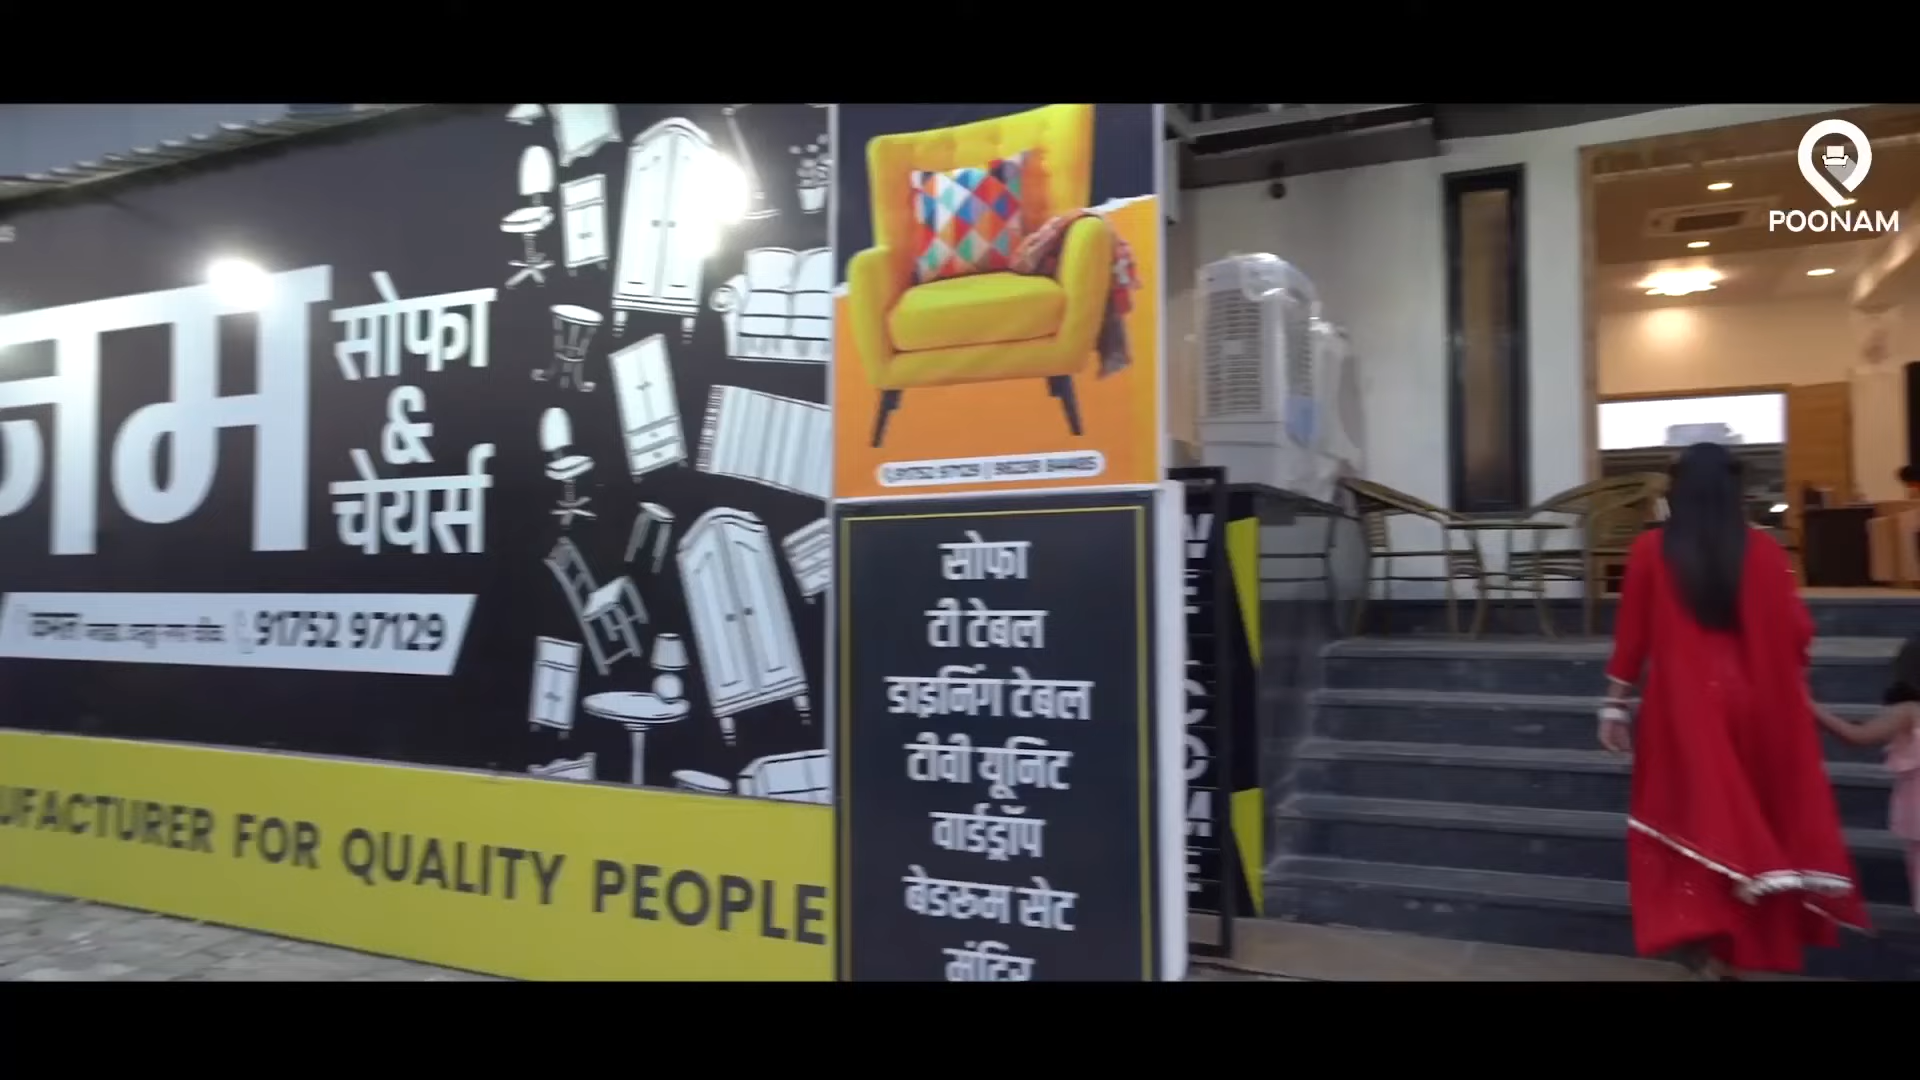 नम
सोफा
&
चेयर्स
91752 97129
UFACTURER FOR QUALITY PEOPLE
सोफा
टी टेबल
डाइनिंग टेबल
टीवी यूनिट
वार्डड्रॉप
बेडरूम सेट
मंदिर
WELCOME
POONAM